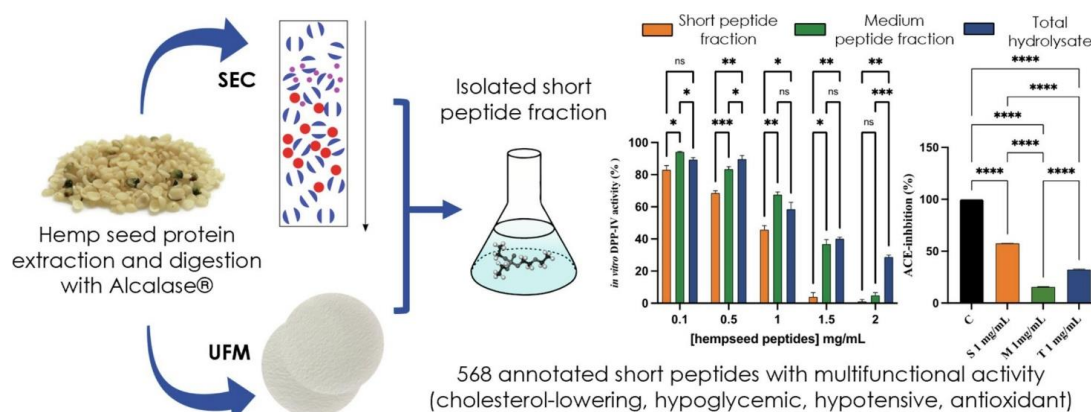 SEC
Hemp seed protein
extraction and digestion
with Alcalase®
UFM
Isolated short
peptide fraction
Short peptide
fraction
Medium
peptide fraction
Total
hydrolysate
ns
**
*
**
**
*
*
ns
ns
***
*
***
**
*
ns
in vitro DPP-IV activity (%)
100
80
60
40
20
0
0.1
0.5
1
1.5
2
[hempseed peptides] mg/mL
****
****
****
****
****
****
ACE-inhbition (%)
150
100
50
0
C
S 1 mg/mL
M 1mg/mL
T 1 mg/mL
568 annotated short peptides with multifunctional activity
(cholesterol-lowering, hypoglycemic, hypotensive, antioxidant)